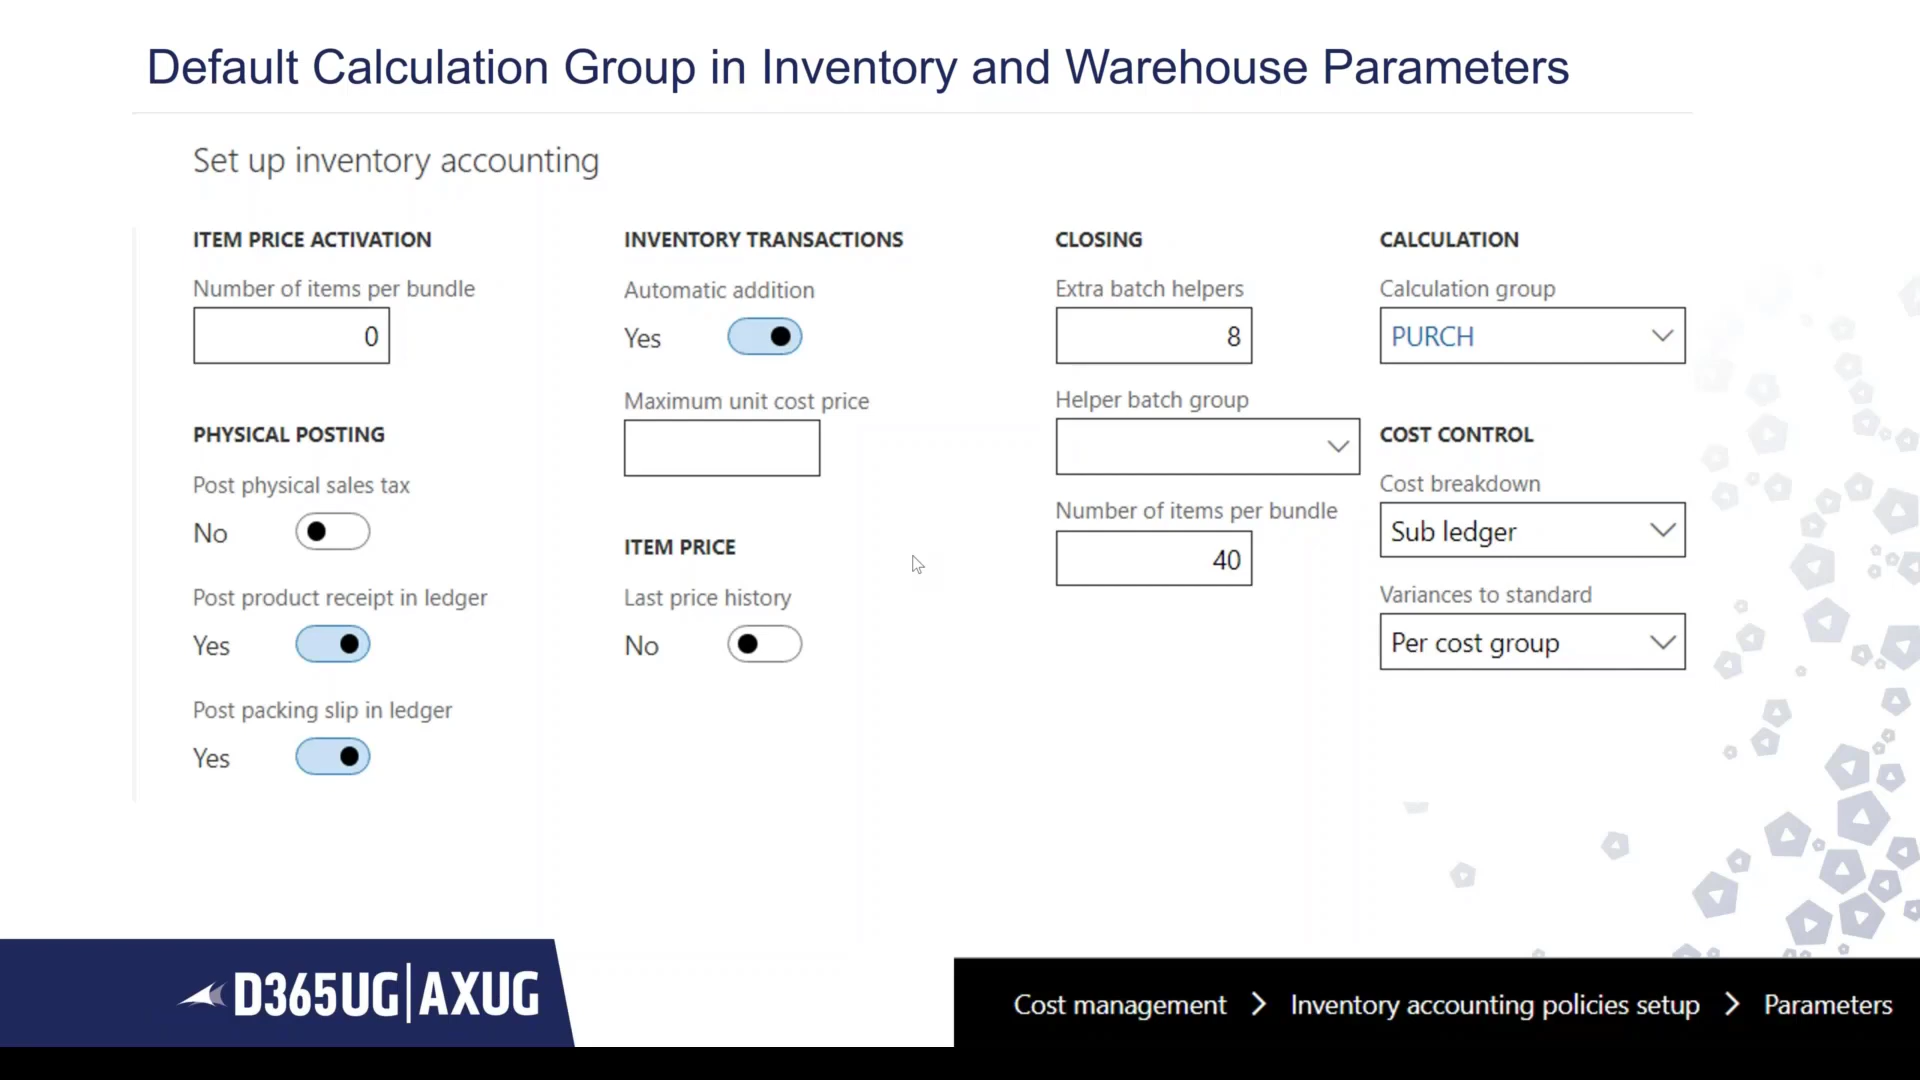 Default Calculation Group in Inventory and Warehouse Parameters
Set up inventory accounting
ITEM PRICE ACTIVATION
Number of items per bundle
0
PHYSICAL POSTING
Post physical sales tax
No
Post product receipt in ledger
Yes
Post packing slip in ledger
Yes
INVENTORY TRANSACTIONS
Automatic addition
Yes
Maximum unit cost price
ITEM PRICE
Last price history
No
CLOSING
Extra batch helpers
8
Helper batch group
Number of items per bundle
40
CALCULATION
Calculation group
PURCH
COST CONTROL
Cost breakdown
Sub ledger
Variances to standard
Per cost group
D365UG|AXUG
Cost management > Inventory accounting policies setup > Parameters